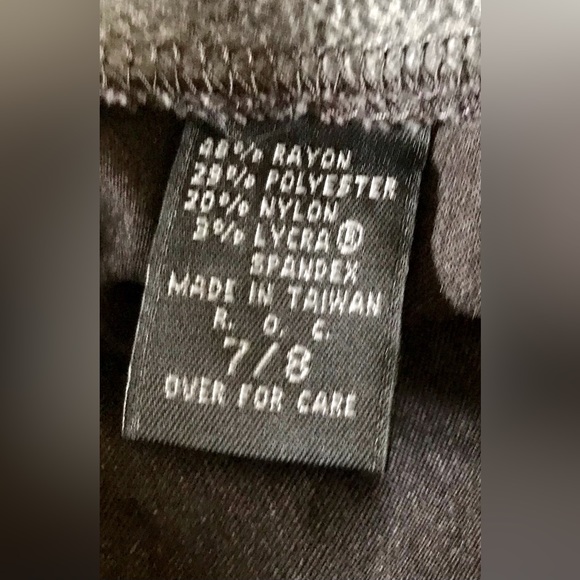 48% RAYON
29% POLYESTER
20% NYLON
3% LYCRA ®
SPANDEX
MADE IN TAIWAN
R. O. C.
7/8
OVER FOR CARE